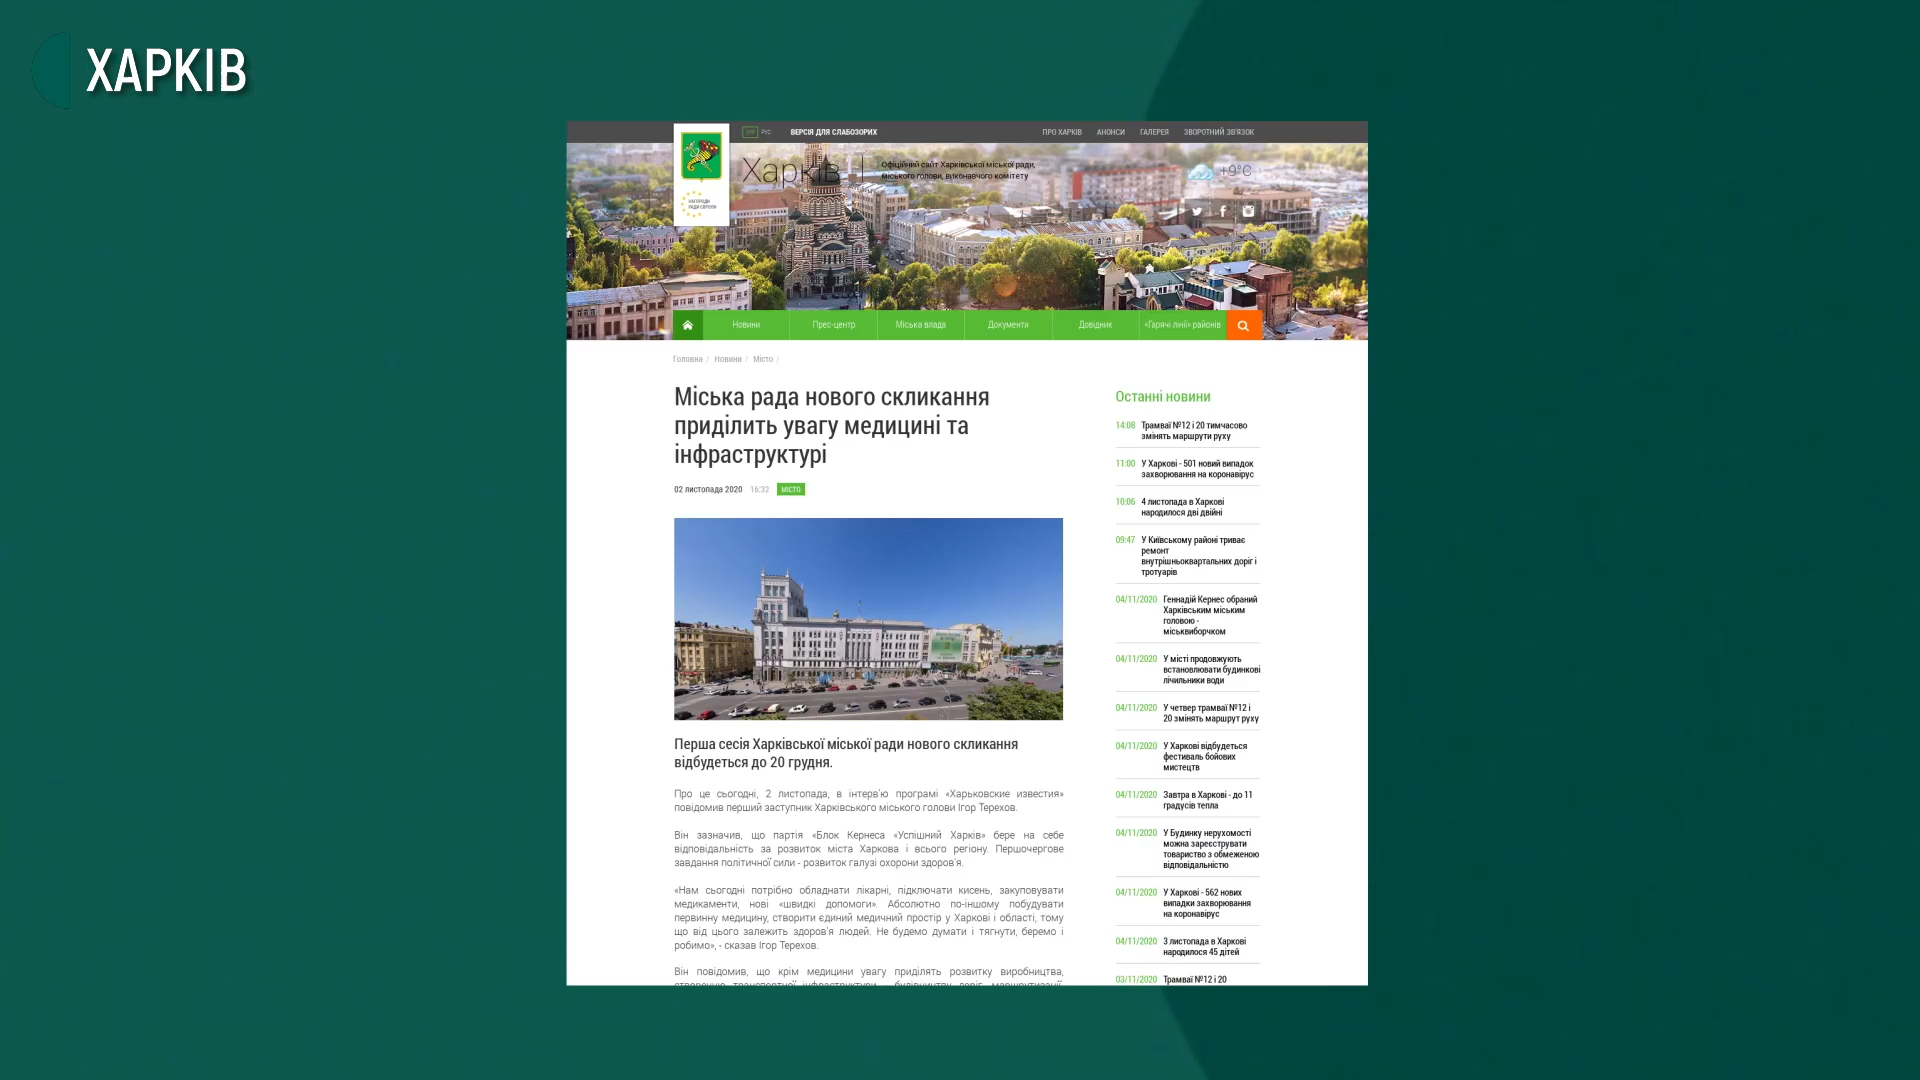 ХАРКІВ
УКР РУС ВЕРСІЯ ДЛЯ СЛАБОЗОРИХ ПРО ХАРКІВ АНОНСИ ГАЛЕРЕЯ ЗВОРОТНИЙ ЗВ'ЯЗОК
Харків
Офіційний сайт Харківської міської ради,
міського голови, виконавчого комітету
+9°C
НАГОРОДИ
РАДИ ЄВРОПИ
Новини Прес-центр Міська влада Документи Довідник «Гарячі лінії» районів
Головна / Новини / Місто /
Міська рада нового скликання
приділить увагу медицині та
інфраструктурі
02 листопада 2020 16:32 МІСТО
Перша сесія Харківської міської ради нового скликання
відбудеться до 20 грудня.
Про це сьогодні, 2 листопада, в інтерв'ю програмі «Харьковские известия»
повідомив перший заступник Харківського міського голови Ігор Терехов.
Він зазначив, що партія «Блок Кернеса «Успішний Харків» бере на себе
відповідальність за розвиток міста Харкова і всього регіону. Першочергове
завдання політичної сили - розвиток галузі охорони здоров'я.
«Нам сьогодні потрібно обладнати лікарні, підключати кисень, закуповувати
медикаменти, нові «швидкі допомоги». Абсолютно по-іншому побудувати
первинну медицину, створити єдиний медичний простір у Харкові і області, тому
що від цього залежить здоров'я людей. Не будемо думати і тягнути, беремо і
робимо», - сказав Ігор Терехов.
Він повідомив, що крім медицини увагу приділять розвитку виробництва,
створенню транспортної інфраструктури - будівництву доріг, маршрутизації,
Останні новини
14:08 Трамваї №12 і 20 тимчасово
змінять маршрути руху
11:00 У Харкові - 501 новий випадок
захворювання на коронавірус
10:06 4 листопада в Харкові
народилося дві двійні
09:47 У Київському районі триває
ремонт
внутрішньоквартальних доріг і
тротуарів
04/11/2020 Геннадій Кернес обраний
Харківським міським
головою -
міськвиборчком
04/11/2020 У місті продовжують
встановлювати будинкові
лічильники води
04/11/2020 У четвер трамваї №12 і
20 змінять маршрут руху
04/11/2020 У Харкові відбудеться
фестиваль бойових
мистецтв
04/11/2020 Завтра в Харкові - до 11
градусів тепла
04/11/2020 У Будинку нерухомості
можна зареєструвати
товариство з обмеженою
відповідальністю
04/11/2020 У Харкові - 562 нових
випадки захворювання
на коронавірус
04/11/2020 3 листопада в Харкові
народилося 45 дітей
03/11/2020 Трамваї №12 і 20